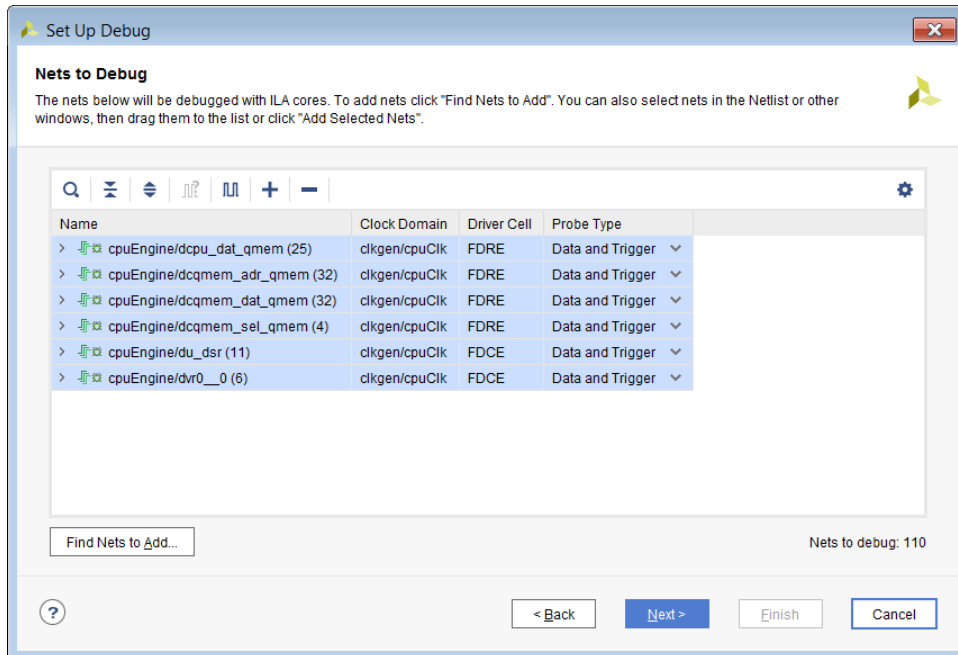 Set Up Debug
Nets to Debug
The nets below will be debugged with ILA cores. To add nets click "Find Nets to Add". You can also select nets in the Netlist or other
windows, then drag them to the list or click "Add Selected Nets".
Name Clock Domain Driver Cell Probe Type
cpuEngine/dcpu_dat_qmem (25) clkgen/cpuClk FDRE Data and Trigger
cpuEngine/dcqmem_adr_qmem (32) clkgen/cpuClk FDRE Data and Trigger
cpuEngine/dcqmem_dat_qmem (32) clkgen/cpuClk FDRE Data and Trigger
cpuEngine/dcqmem_sel_qmem (4) clkgen/cpuClk FDRE Data and Trigger
cpuEngine/du_dsr (11) clkgen/cpuClk FDCE Data and Trigger
cpuEngine/dvr0__0 (6) clkgen/cpuClk FDCE Data and Trigger
Find Nets to Add... Nets to debug: 110
? < Back Next > Finish Cancel